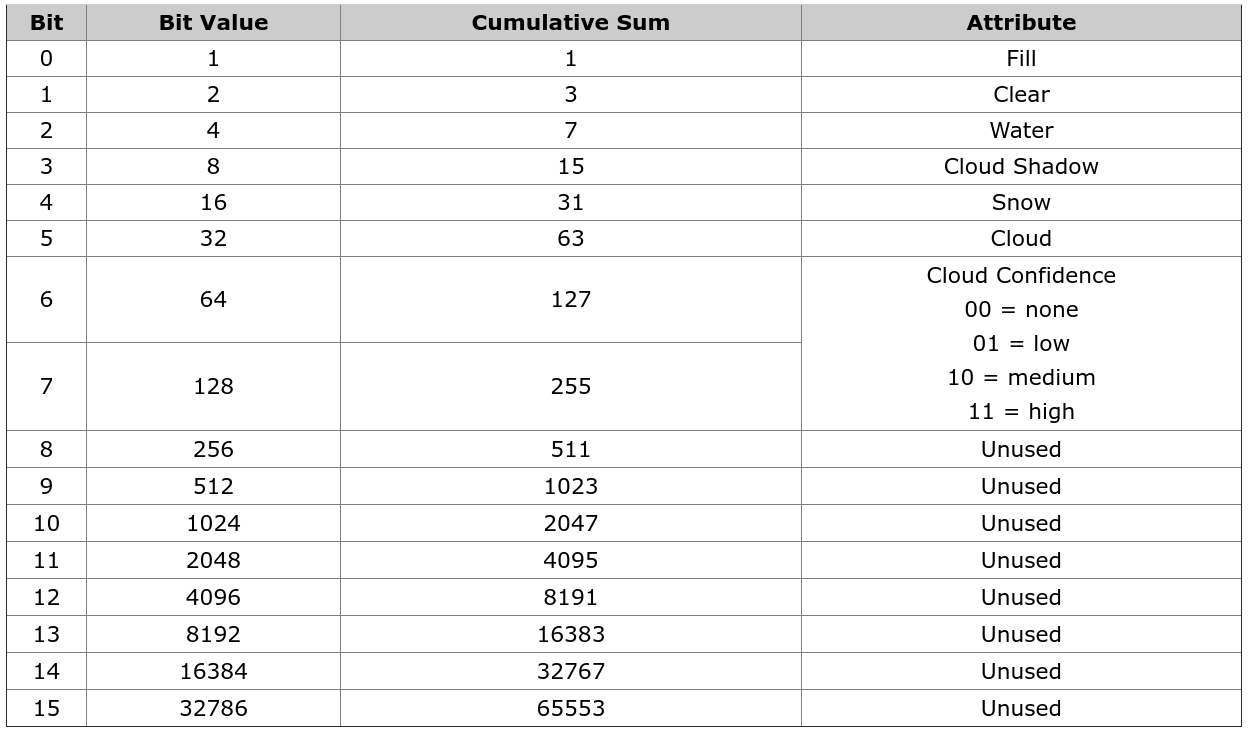 Bit Bit Value Cumulative Sum Attribute
0 1 1 Fill
1 2 3 Clear
2 4 7 Water
3 8 15 Cloud Shadow
4 16 31 Snow
5 32 63 Cloud
6 64 127 Cloud Confidence
00 = none
01 = low
7 128 255 10 = medium
11 = high
8 256 511 Unused
9 512 1023 Unused
10 1024 2047 Unused
11 2048 4095 Unused
12 4096 8191 Unused
13 8192 16383 Unused
14 16384 32767 Unused
15 32786 65553 Unused